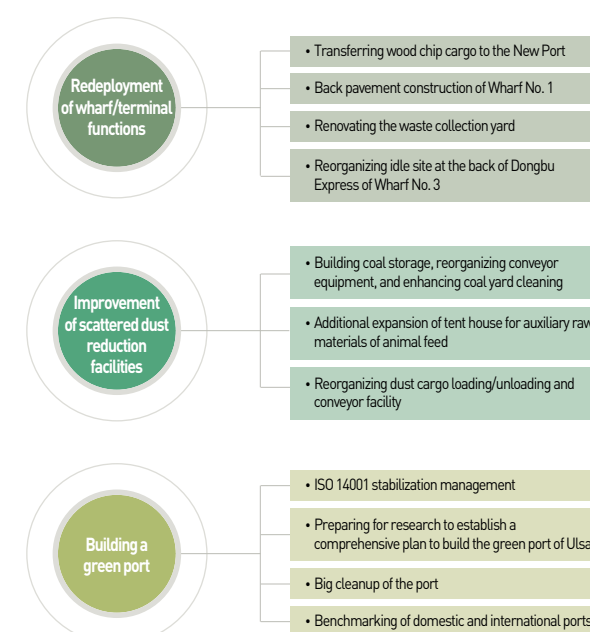 Redeployment
of wharf/terminal
functions
• Transferring wood chip cargo to the New Port
• Back pavement construction of Wharf No. 1
• Renovating the waste collection yard
• Reorganizing idle site at the back of Dongbu
Express of Wharf No. 3
Improvement
of scattered dust
reduction
facilities
• Building coal storage, reorganizing conveyor
equipment, and enhancing coal yard cleaning
• Additional expansion of tent house for auxiliary raw
materials of animal feed
• Reorganizing dust cargo loading/unloading and
conveyor facility
Building a
green port
• ISO 14001 stabilization management
• Preparing for research to establish a
comprehensive plan to build the green port of Ulsa
• Big cleanup of the port
• Benchmarking of domestic and international ports